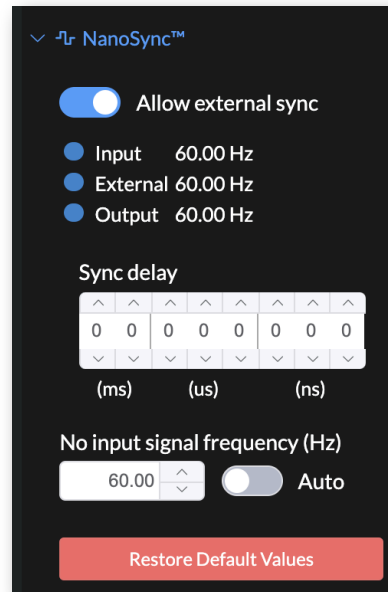 NanoSync™
Allow external sync
Input 60.00 Hz
External 60.00 Hz
Output 60.00 Hz
Sync delay
0 0 0 0 0 0 0 0
(ms) (us) (ns)
No input signal frequency (Hz)
60.00 Auto
Restore Default Values